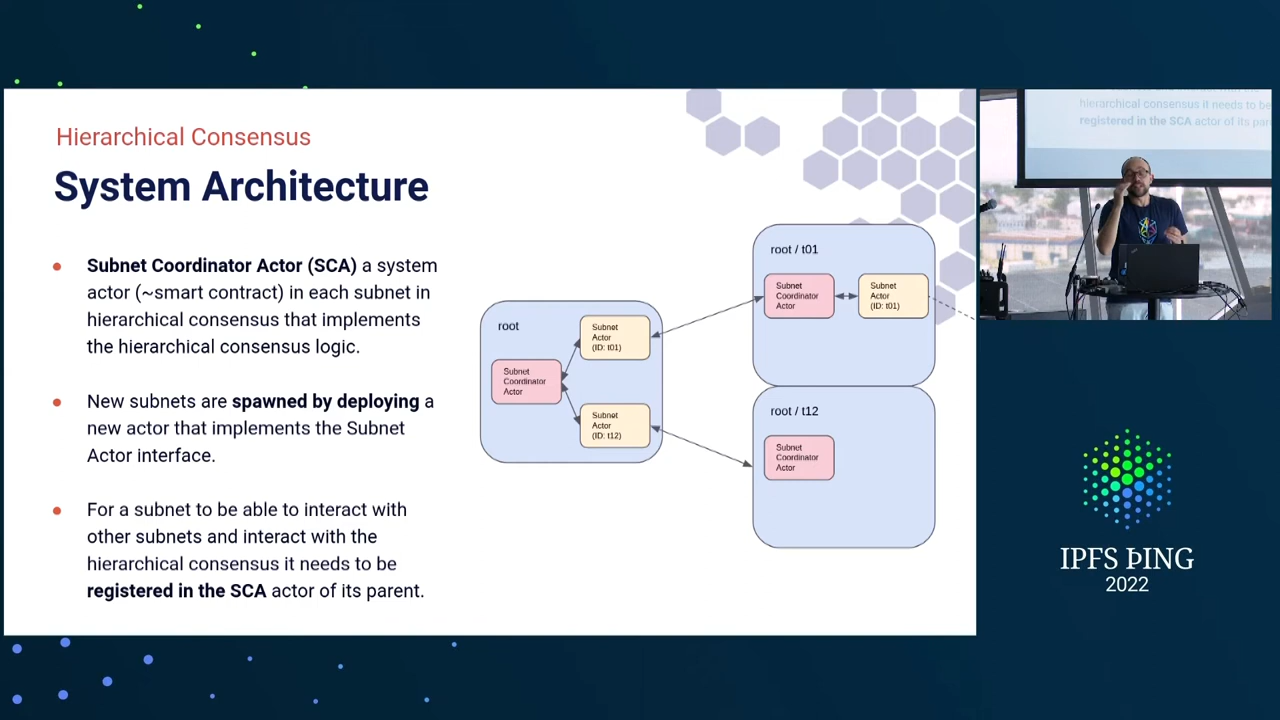 Hierarchical Consensus
System Architecture
Subnet Coordinator Actor (SCA) a system
actor (~smart contract) in each subnet in
hierarchical consensus that implements
the hierarchical consensus logic.
New subnets are spawned by deploying a
new actor that implements the Subnet
Actor interface.
For a subnet to be able to interact with
other subnets and interact with the
hierarchical consensus it needs to be
registered in the SCA actor of its parent.
root
Subnet
Coordinator
Actor
Subnet
Actor
(ID: t01)
Subnet
Actor
(ID: t12)
root / t01
Subnet
Coordinator
Actor
Subnet
Actor
(ID: t01)
root / t12
Subnet
Coordinator
Actor
hierarchical consensus it needs to be
registered in the SCA actor of its par
IPFS ÞING
2022